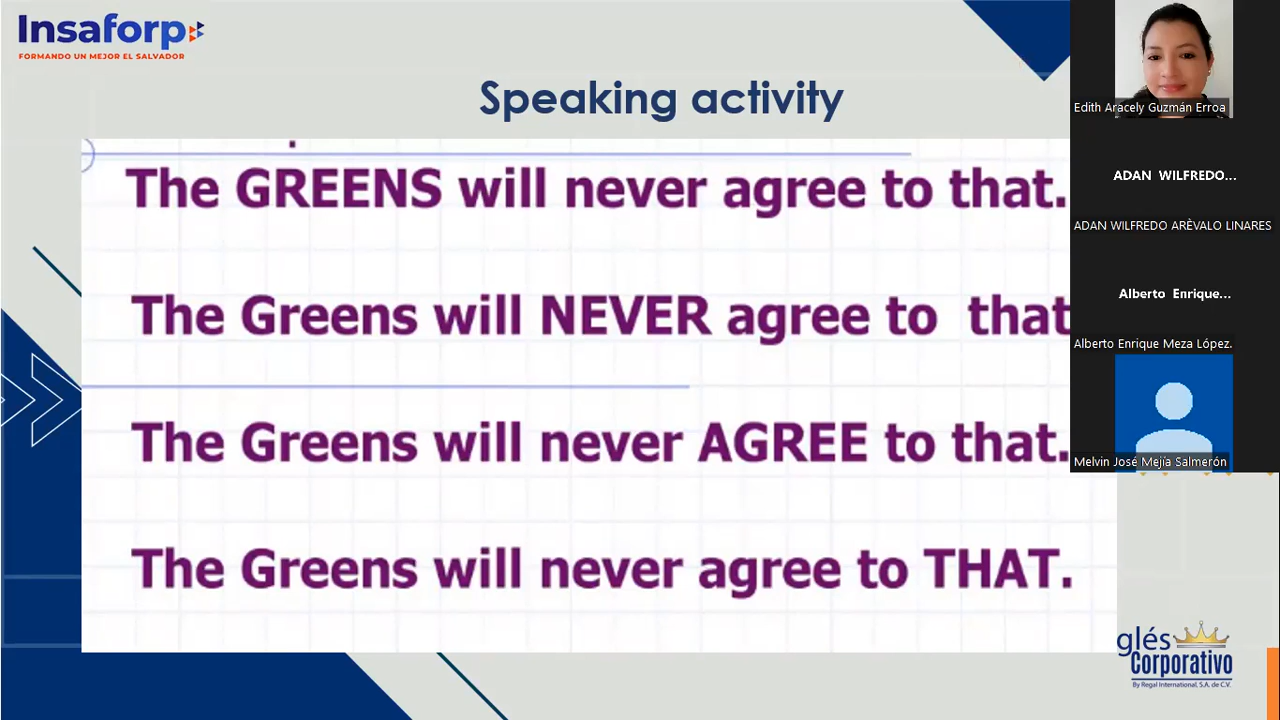 Insaforp
FORMANDO UN MEJOR EL SALVADOR
Speaking activity
The GREENS will never agree to that.
The Greens will NEVER agree to that
The Greens will never AGREE to that.
The Greens will never agree to THAT.
Edith Aracely Guzmán Erroa
ADAN WILFREDO...
ADAN WILFREDO ARÈVALO LINARES
Alberto Enrique...
Alberto Enrique Meza López.
Melvin José Mejía Salmerón
glés
Corporativo
By Regal International, S.A. de C.V.